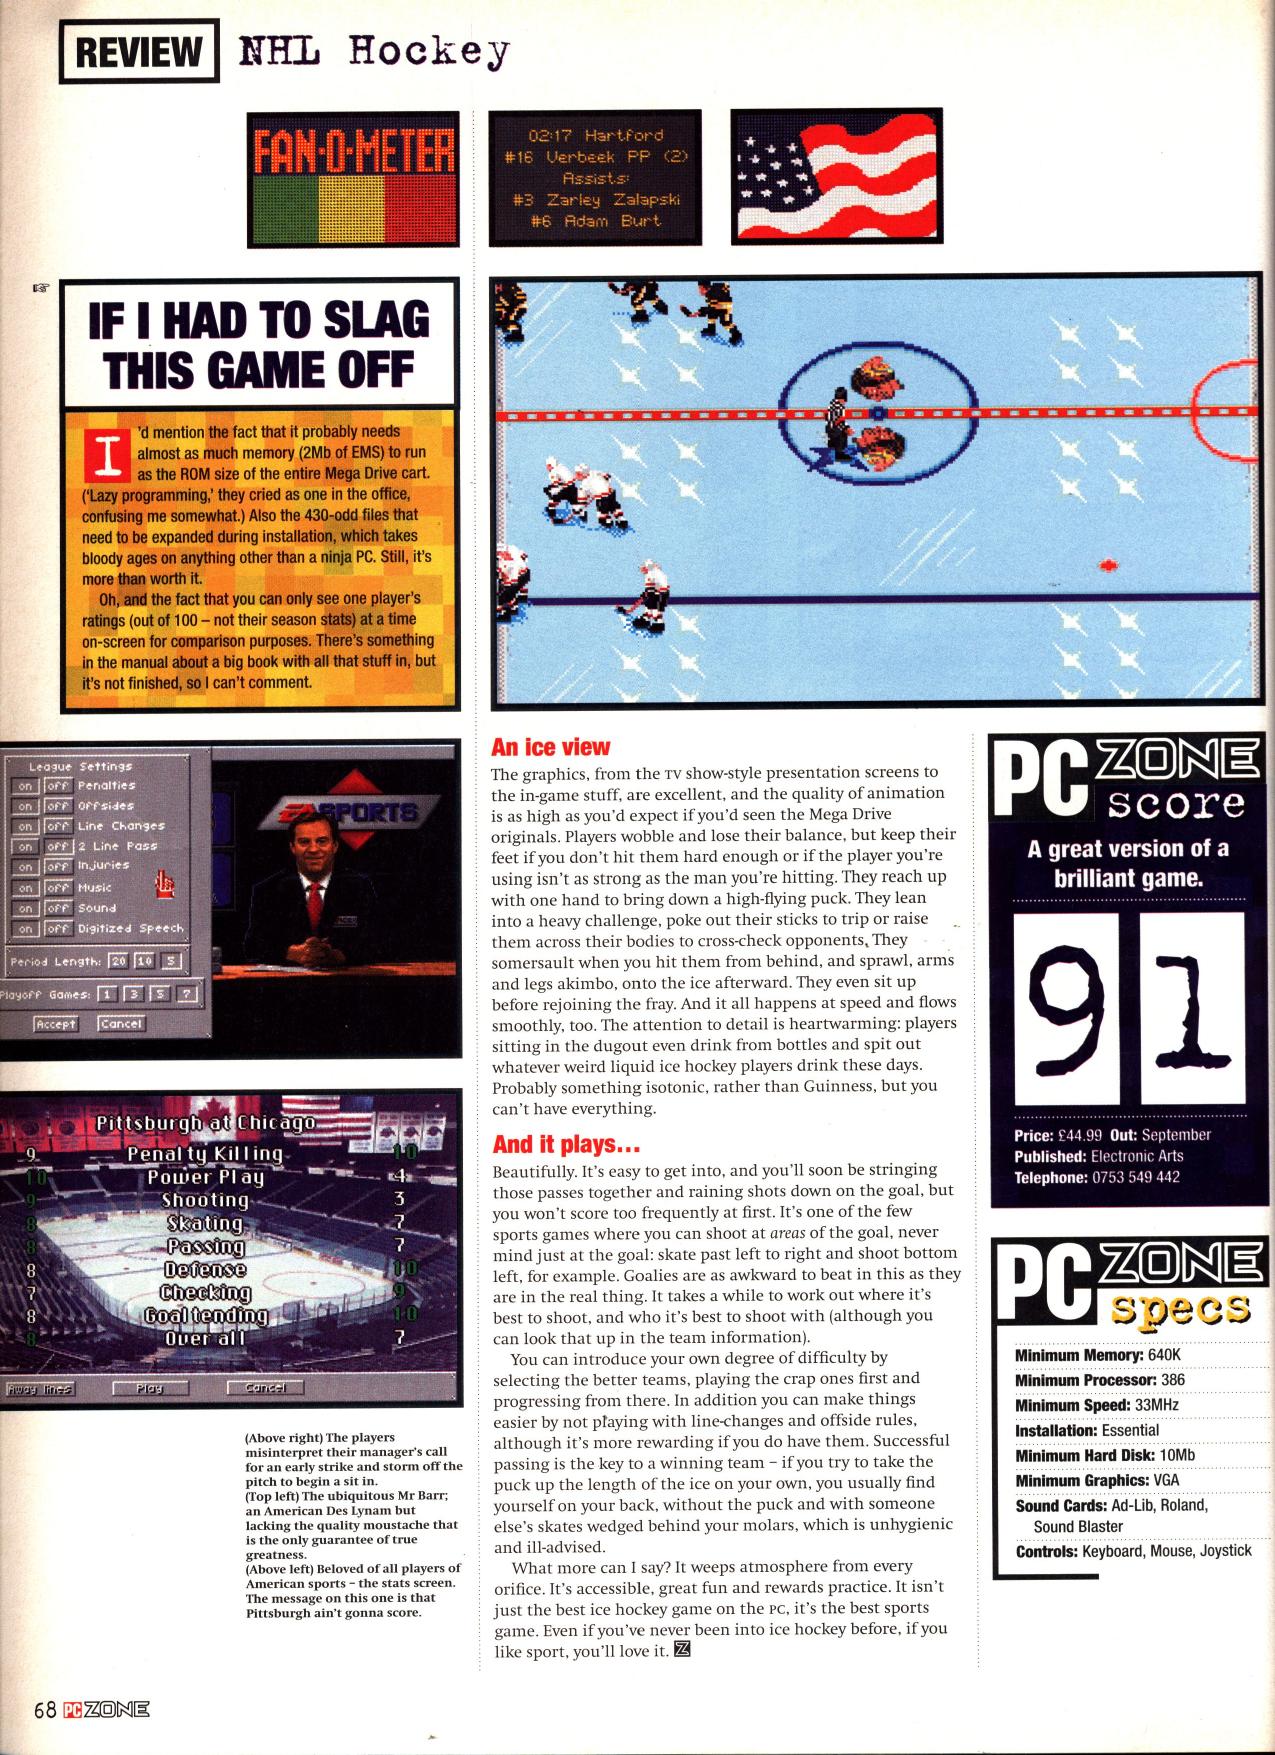 REVIEW NHL Hockey
FAN-O-METER
02:17 Hartford
#16 Verbeek PP (2)
Assists:
#3 Zarley Zalapski
#6 Adam Burt
IF I HAD TO SLAG
THIS GAME OFF
I'd mention the fact that it probably needs
almost as much memory (2Mb of EMS) to run
as the ROM size of the entire Mega Drive cart.
('Lazy programming,' they cried as one in the office,
confusing me somewhat.) Also the 430-odd files that
need to be expanded during installation, which takes
bloody ages on anything other than a ninja PC. Still, it's
more than worth it.
Oh, and the fact that you can only see one player's
ratings (out of 100 – not their season stats) at a time
on-screen for comparison purposes. There's something
in the manual about a big book with all that stuff in, but
it's not finished, so I can't comment.
League Settings
on off Penalties
on off Offsides
on off Line Changes
on off 2 Line Pass
on off Injuries
on off Music
on off Sound
on off Digitized Speech
Period Length: 20 10 5
Playoff Games: 1 3 5 7
Accept Cancel
EA SPORTS
Pittsburgh at Chicago
9 Penalty Killing 10
10 Power Play 4
9 Shooting 3
8 Skating 7
8 Passing 7
8 Defense 10
7 Checking 9
8 Goaltending 10
8 Overall 7
Away lines Play Cancel
(Above right) The players
misinterpret their manager's call
for an early strike and storm off the
pitch to begin a sit in.
(Top left) The ubiquitous Mr Barr;
an American Des Lynam but
lacking the quality moustache that
is the only guarantee of true
greatness.
(Above left) Beloved of all players of
American sports – the stats screen.
The message on this one is that
Pittsburgh ain't gonna score.
An ice view
The graphics, from the TV show-style presentation screens to
the in-game stuff, are excellent, and the quality of animation
is as high as you'd expect if you'd seen the Mega Drive
originals. Players wobble and lose their balance, but keep their
feet if you don't hit them hard enough or if the player you're
using isn't as strong as the man you're hitting. They reach up
with one hand to bring down a high-flying puck. They lean
into a heavy challenge, poke out their sticks to trip or raise
them across their bodies to cross-check opponents. They
somersault when you hit them from behind, and sprawl, arms
and legs akimbo, onto the ice afterward. They even sit up
before rejoining the fray. And it all happens at speed and flows
smoothly, too. The attention to detail is heartwarming: players
sitting in the dugout even drink from bottles and spit out
whatever weird liquid ice hockey players drink these days.
Probably something isotonic, rather than Guinness, but you
can't have everything.
And it plays...
Beautifully. It's easy to get into, and you'll soon be stringing
those passes together and raining shots down on the goal, but
you won't score too frequently at first. It's one of the few
sports games where you can shoot at areas of the goal, never
mind just at the goal: skate past left to right and shoot bottom
left, for example. Goalies are as awkward to beat in this as they
are in the real thing. It takes a while to work out where it's
best to shoot, and who it's best to shoot with (although you
can look that up in the team information).
You can introduce your own degree of difficulty by
selecting the better teams, playing the crap ones first and
progressing from there. In addition you can make things
easier by not playing with line-changes and offside rules,
although it's more rewarding if you do have them. Successful
passing is the key to a winning team – if you try to take the
puck up the length of the ice on your own, you usually find
yourself on your back, without the puck and with someone
else's skates wedged behind your molars, which is unhygienic
and ill-advised.
What more can I say? It weeps atmosphere from every
orifice. It's accessible, great fun and rewards practice. It isn't
just the best ice hockey game on the PC, it's the best sports
game. Even if you've never been into ice hockey before, if you
like sport, you'll love it. Z
PC ZONE
score
A great version of a
brilliant game.
91
Price: £44.99 Out: September
Published: Electronic Arts
Telephone: 0753 549 442
PC ZONE
specs
Minimum Memory: 640K
Minimum Processor: 386
Minimum Speed: 33MHz
Installation: Essential
Minimum Hard Disk: 10Mb
Minimum Graphics: VGA
Sound Cards: Ad-Lib, Roland,
Sound Blaster
Controls: Keyboard, Mouse, Joystick
68 PC ZONE